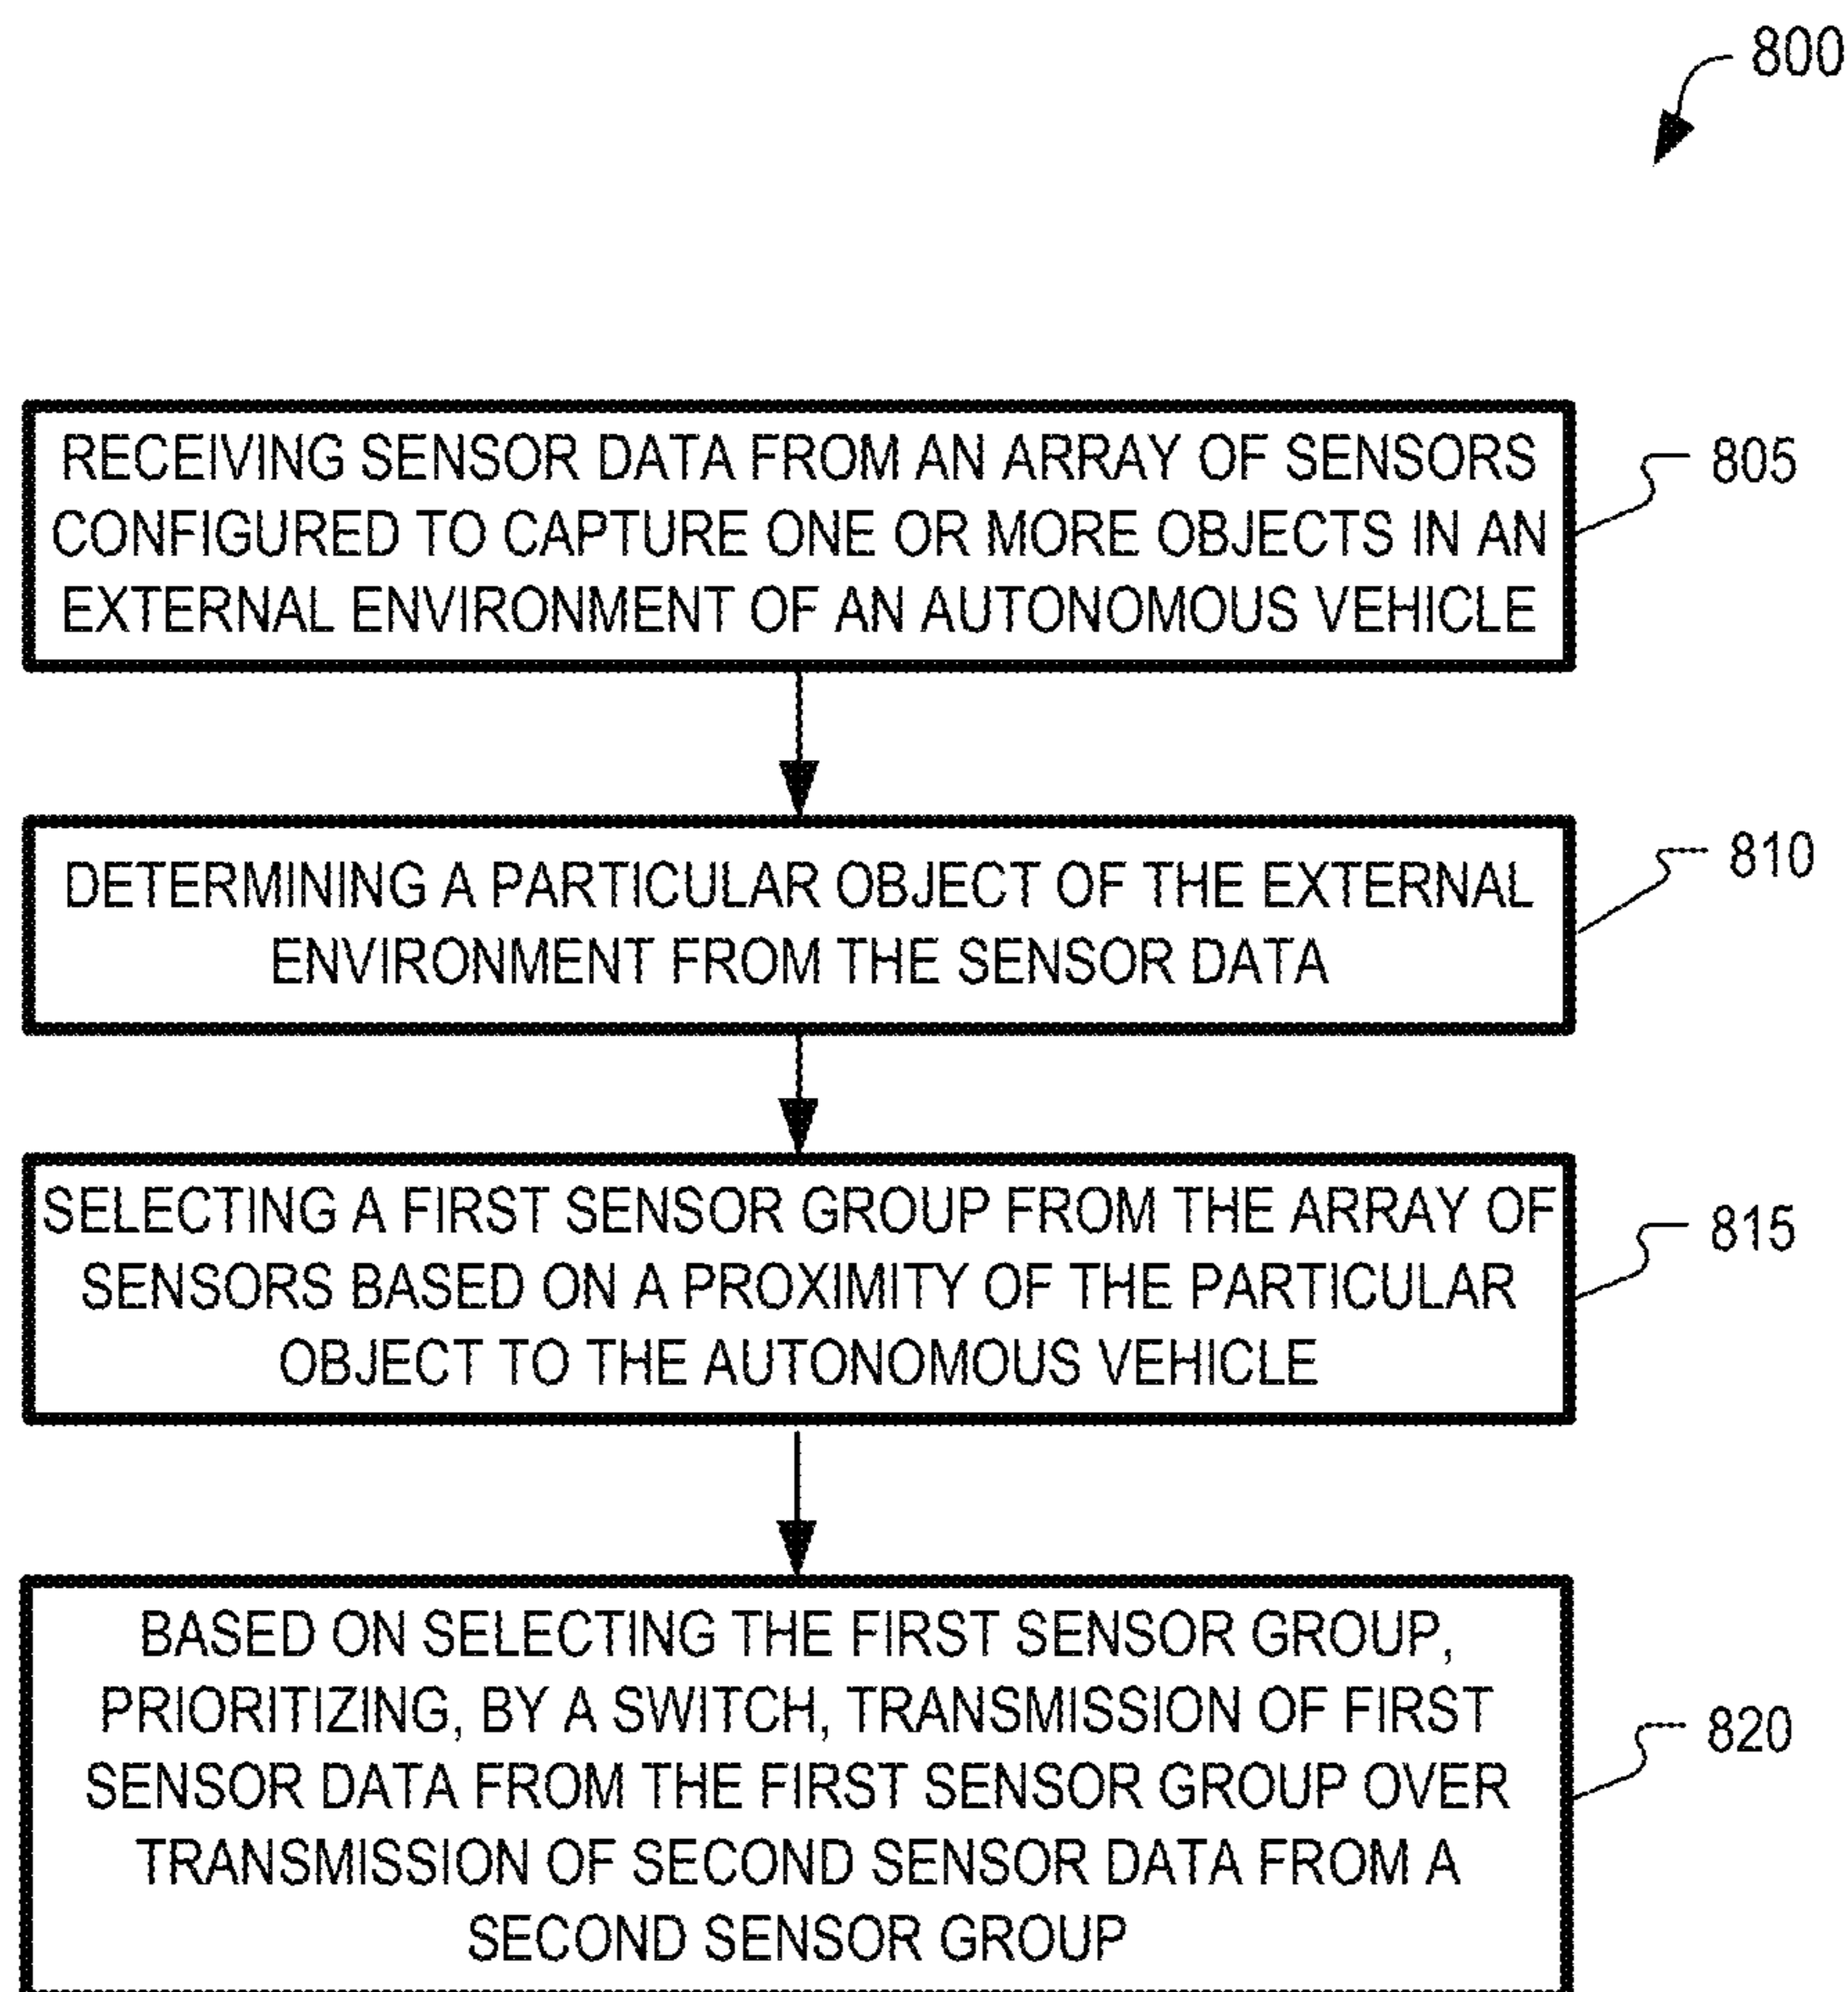 800
RECEIVING SENSOR DATA FROM AN ARRAY OF SENSORS
CONFIGURED TO CAPTURE ONE OR MORE OBJECTS IN AN
EXTERNAL ENVIRONMENT OF AN AUTONOMOUS VEHICLE
805
DETERMINING A PARTICULAR OBJECT OF THE EXTERNAL
ENVIRONMENT FROM THE SENSOR DATA
810
SELECTING A FIRST SENSOR GROUP FROM THE ARRAY OF
SENSORS BASED ON A PROXIMITY OF THE PARTICULAR
OBJECT TO THE AUTONOMOUS VEHICLE
815
BASED ON SELECTING THE FIRST SENSOR GROUP,
PRIORITIZING, BY A SWITCH, TRANSMISSION OF FIRST
SENSOR DATA FROM THE FIRST SENSOR GROUP OVER
TRANSMISSION OF SECOND SENSOR DATA FROM A
SECOND SENSOR GROUP
820